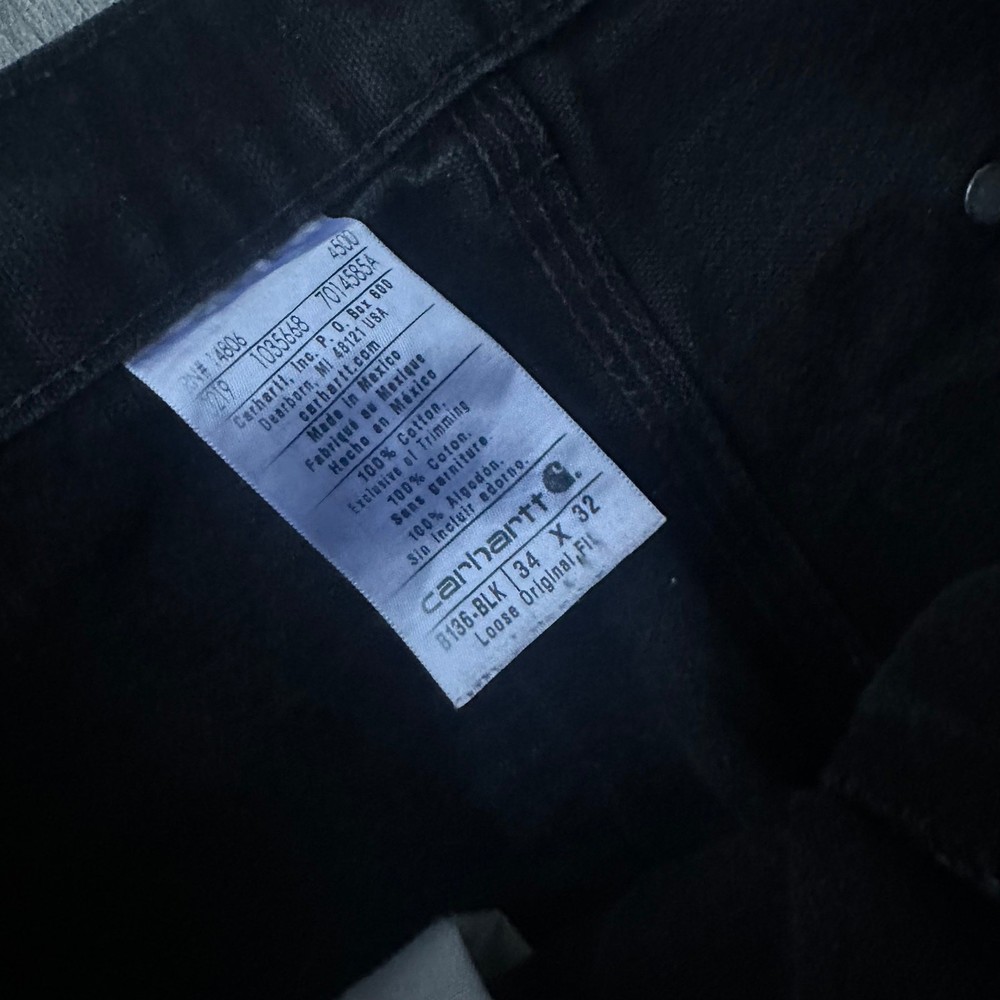 4500
RN# 14806 1035668 7014585A
Carhartt, Inc. P. O. Box 600
Dearborn, MI 48121 USA
carhartt.com
Made in Mexico
Fabriqué au Mexique
Hecho en México
100% Cotton.
Exclusive of Trimming
100% Coton.
Sans garniture.
100% Algodón.
Sin incluir adorno.
carhartt
B136-BLK 34 X 32
Loose Original Fit